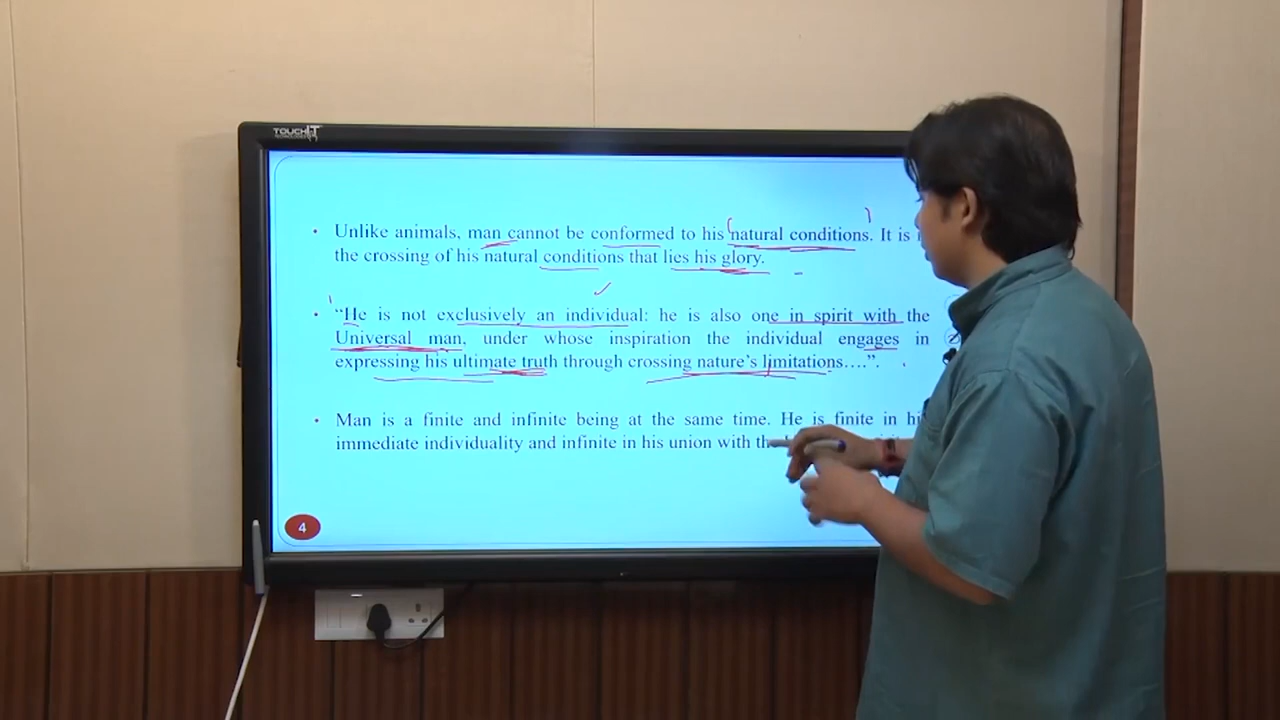 TOUCHIT
• Unlike animals, man cannot be conformed to his natural conditions. It is
the crossing of his natural conditions that lies his glory.
• “He is not exclusively an individual: he is also one in spirit with the
Universal man, under whose inspiration the individual engages in
expressing his ultimate truth through crossing nature’s limitations….”.
• Man is a finite and infinite being at the same time. He is finite in
immediate individuality and infinite in his union with
4